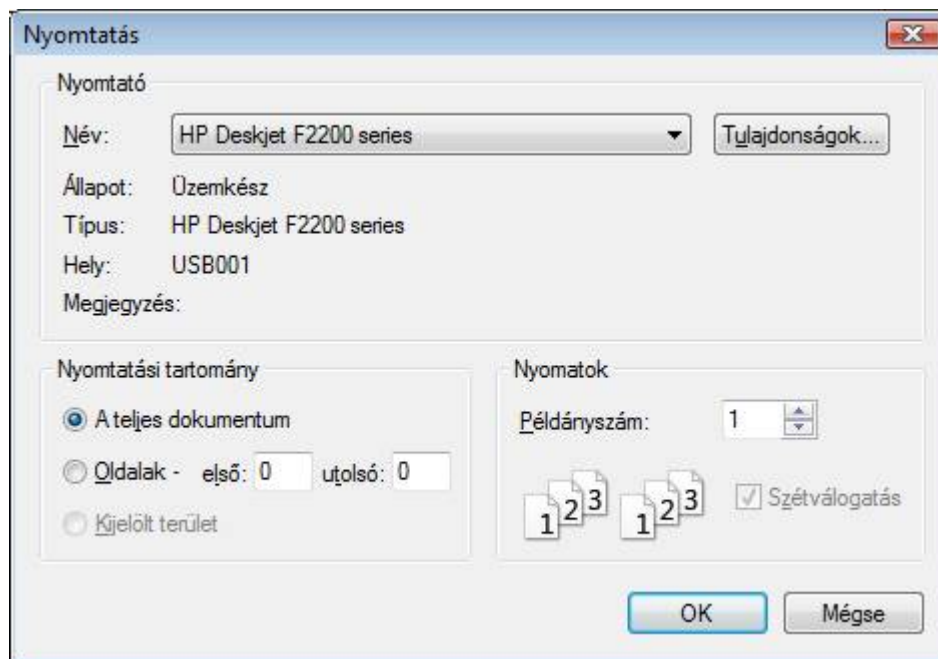 Nyomtatás
Nyomtató
Név: HP Deskjet F2200 series Tulajdonságok...
Állapot: Üzemkész
Típus: HP Deskjet F2200 series
Hely: USB001
Megjegyzés:
Nyomtatási tartomány
A teljes dokumentum
Oldalak - első: 0 utolsó: 0
Kijelölt terület
Nyomatok
Példányszám: 1
1 2 3 1 2 3 Szétválogatás
OK Mégse